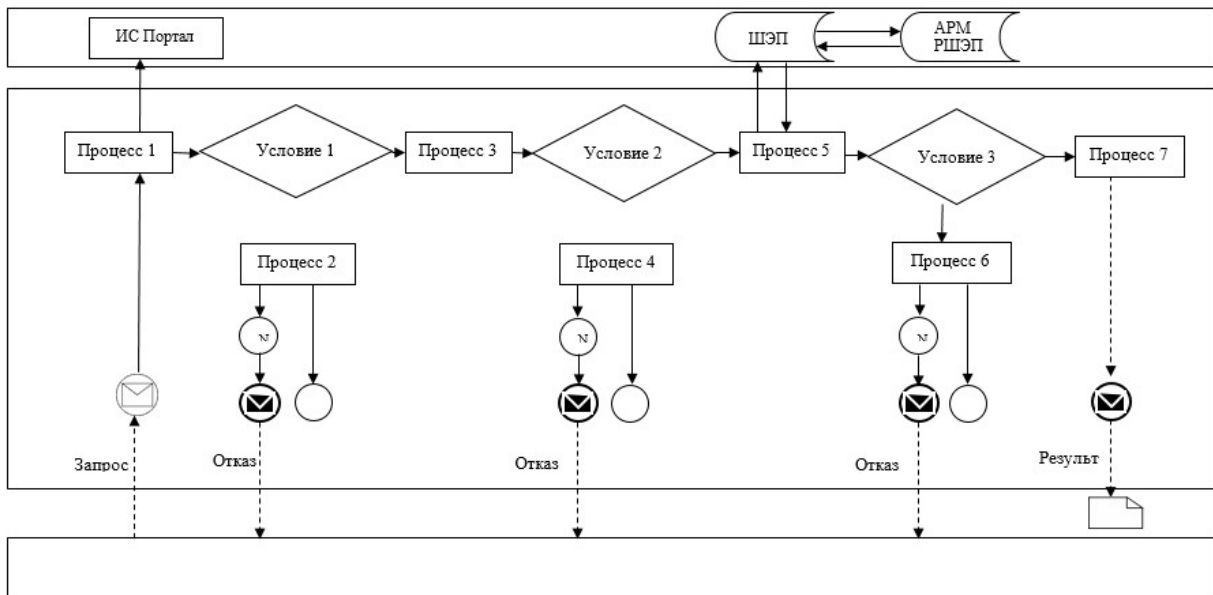 ИС Портал
ШЭП
АРМ
РШЭП
Процесс 1
Условие 1
Процесс 3
Условие 2
Процесс 5
Условие 3
Процесс 7
Процесс 2
Процесс 4
Процесс 6
N
N
N
Запрос
Отказ
Отказ
Отказ
Результ